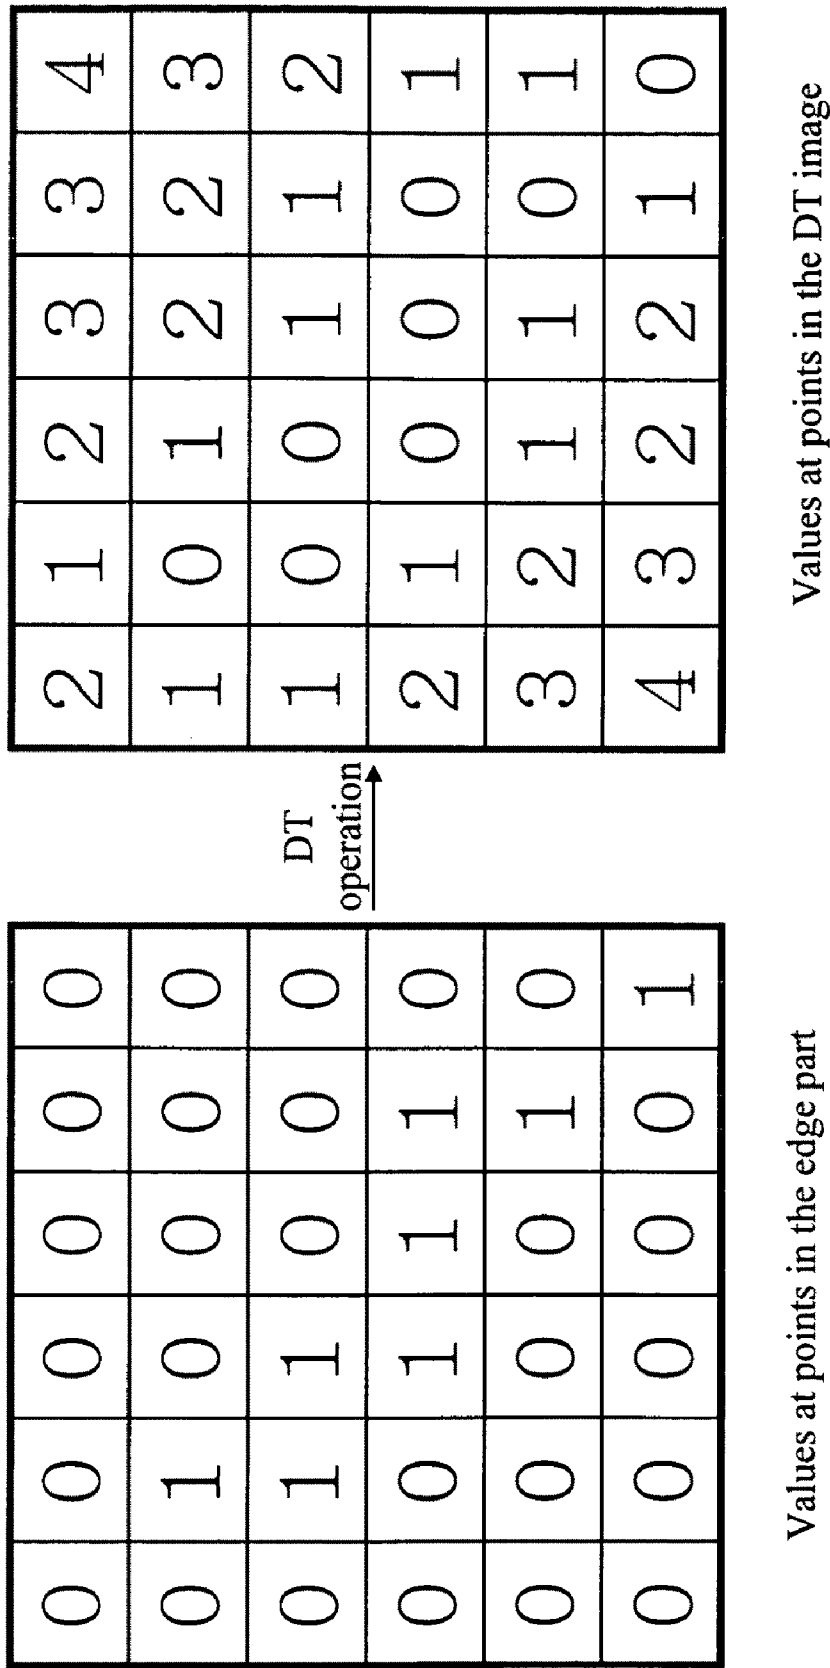 0 0 0 0 0 0
0 1 0 0 0 0
0 1 1 0 0 0
0 0 1 1 1 0
0 0 0 0 1 0
0 0 0 0 0 1
Values at points in the edge part
DT
operation
2 1 2 3 3 4
1 0 1 2 2 3
1 0 0 1 1 2
2 1 0 0 0 1
3 2 1 1 0 1
4 3 2 2 1 0
Values at points in the DT image